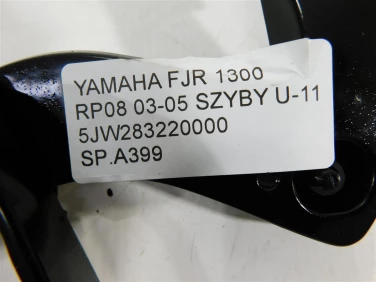 YAMAHA FJR 1300
RP08 03-05 SZYBY U-11
5JW283220000
SP.A399